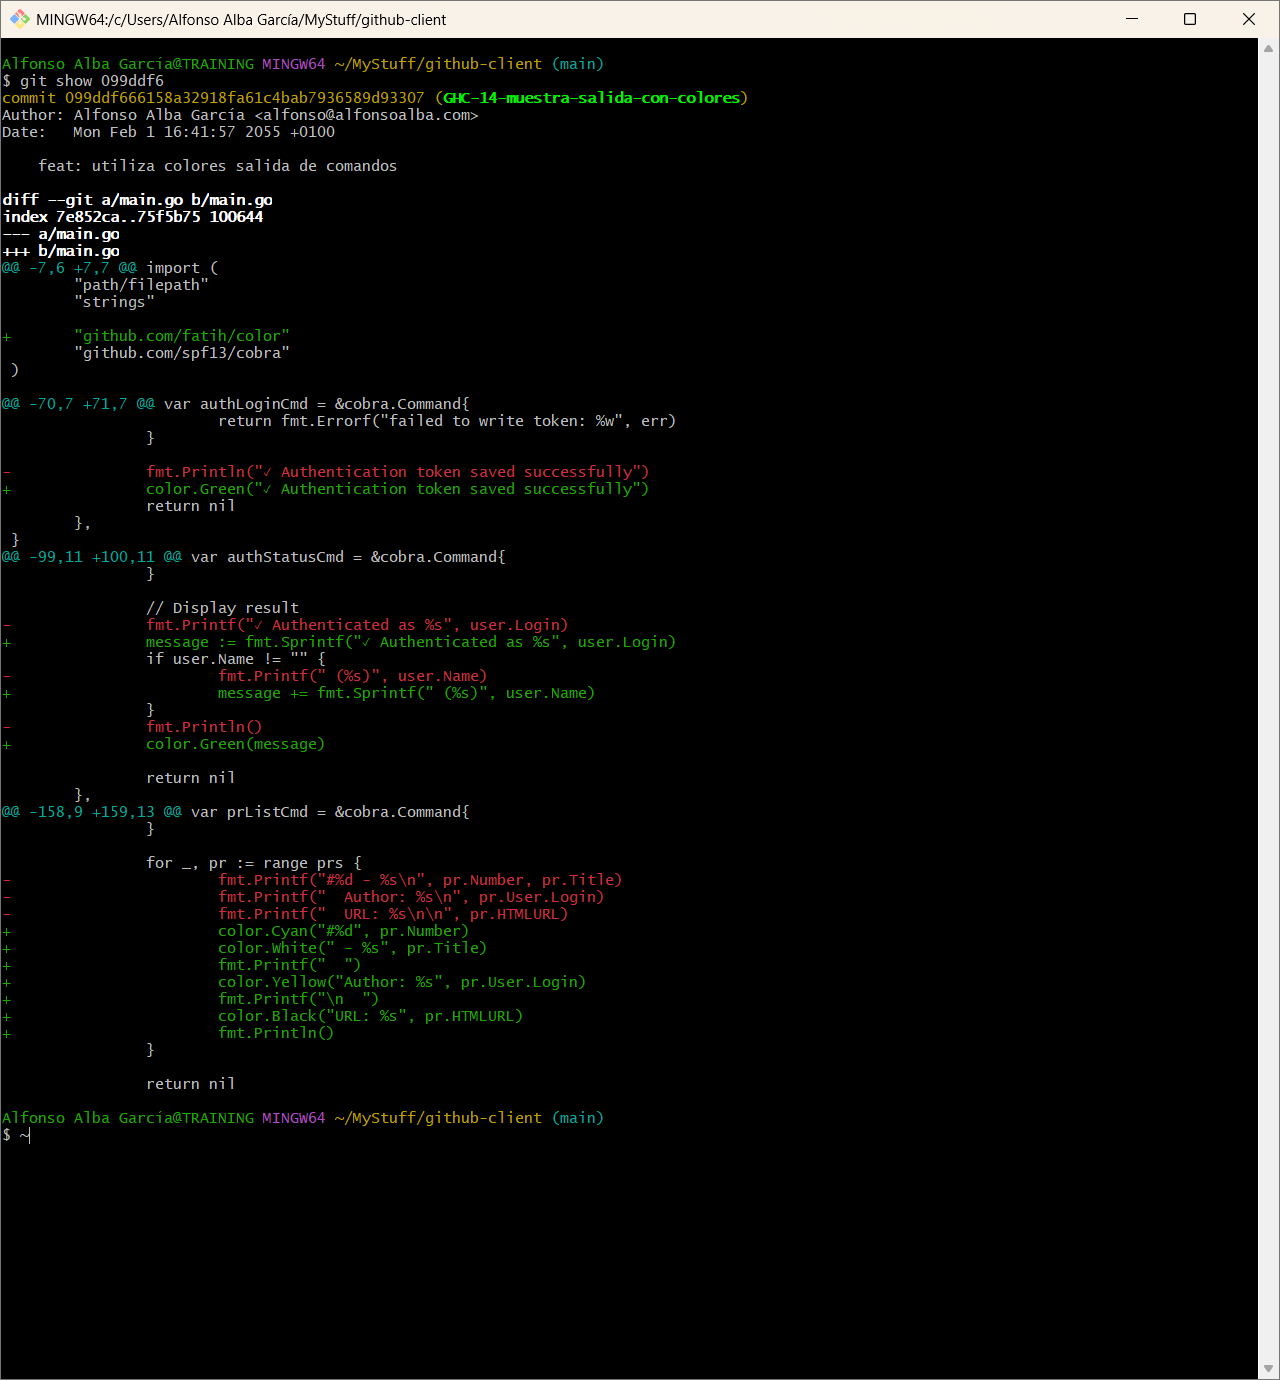 MINGW64:/c/Users/Alfonso Alba García/MyStuff/github-client
Alfonso Alba García@TRAINING MINGW64 ~/MyStuff/github-client (main)
$ git show 099ddf6
commit 099ddf666158a32918fa61c4bab7936589d93307 (GHC-14-muestra-salida-con-colores)
Author: Alfonso Alba García <alfonso@alfonsoalba.com>
Date:   Mon Feb 1 16:41:57 2055 +0100

    feat: utiliza colores salida de comandos

diff --git a/main.go b/main.go
index 7e852ca..75f5b75 100644
--- a/main.go
+++ b/main.go
@@ -7,6 +7,7 @@ import (
        "path/filepath"
        "strings"

+       "github.com/fatih/color"
        "github.com/spf13/cobra"
 )

@@ -70,7 +71,7 @@ var authLoginCmd = &cobra.Command{
                        return fmt.Errorf("failed to write token: %w", err)
                }

-               fmt.Println("✓ Authentication token saved successfully")
+               color.Green("✓ Authentication token saved successfully")
                return nil
        },
 }
@@ -99,11 +100,11 @@ var authStatusCmd = &cobra.Command{
                }

                // Display result
-               fmt.Printf("✓ Authenticated as %s", user.Login)
+               message := fmt.Sprintf("✓ Authenticated as %s", user.Login)
                if user.Name != "" {
-                       fmt.Printf(" (%s)", user.Name)
+                       message += fmt.Sprintf(" (%s)", user.Name)
                }
-               fmt.Println()
+               color.Green(message)

                return nil
        },
@@ -158,9 +159,13 @@ var prListCmd = &cobra.Command{
                }

                for _, pr := range prs {
-                       fmt.Printf("#%d - %s\n", pr.Number, pr.Title)
-                       fmt.Printf("  Author: %s\n", pr.User.Login)
-                       fmt.Printf("  URL: %s\n\n", pr.HTMLURL)
+                       color.Cyan("#%d", pr.Number)
+                       color.White(" - %s", pr.Title)
+                       fmt.Printf("  ")
+                       color.Yellow("Author: %s", pr.User.Login)
+                       fmt.Printf("\n  ")
+                       color.Black("URL: %s", pr.HTMLURL)
+                       fmt.Println()
                }

                return nil

Alfonso Alba García@TRAINING MINGW64 ~/MyStuff/github-client (main)
$ ~